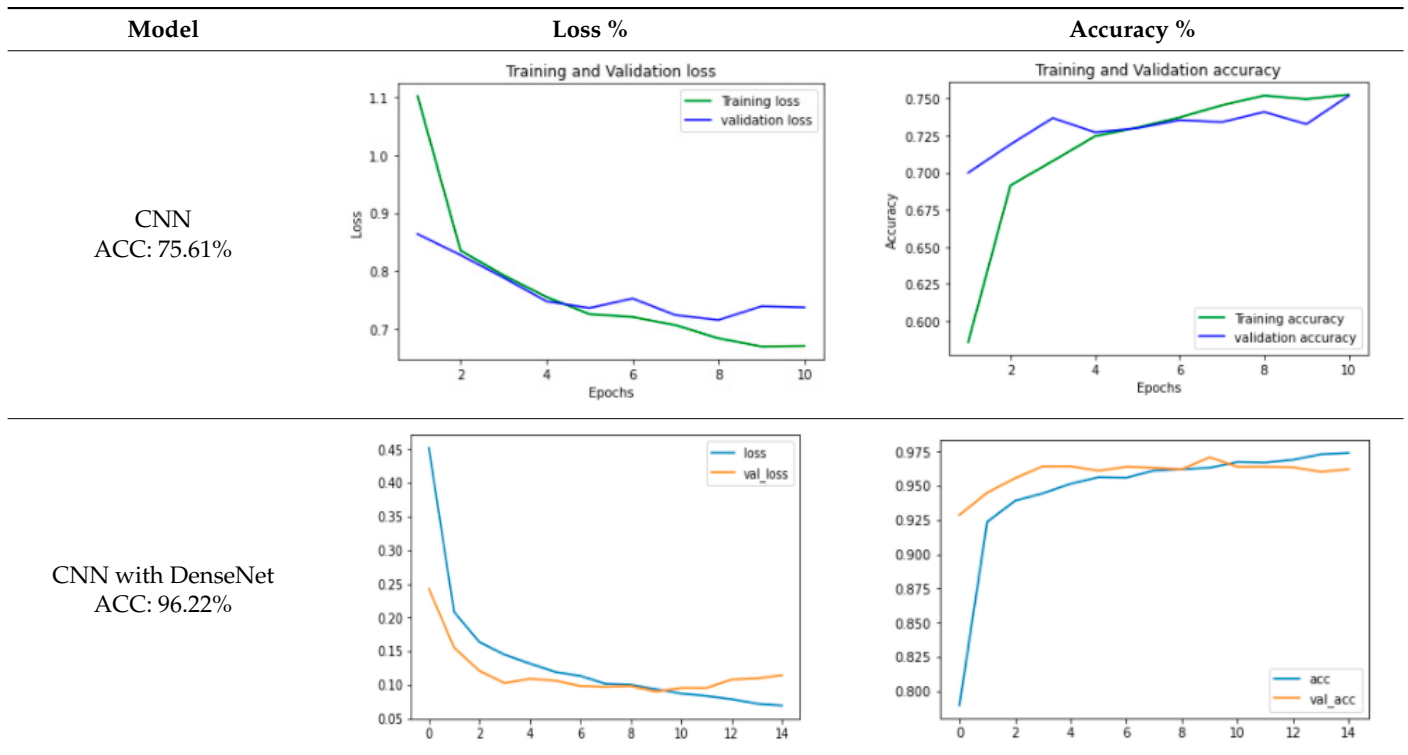 Model Loss % Accuracy %
CNN
ACC: 75.61%
Training and Validation loss
Training loss
validation loss
Loss
1.1
1.0
0.9
0.8
0.7
2 4 6 8 10
Epochs
Training and Validation accuracy
Accuracy
0.750
0.725
0.700
0.675
0.650
0.625
0.600
Training accuracy
validation accuracy
2 4 6 8 10
Epochs
CNN with DenseNet
ACC: 96.22%
loss
val_loss
0.45
0.40
0.35
0.30
0.25
0.20
0.15
0.10
0.05
0 2 4 6 8 10 12 14
0.975
0.950
0.925
0.900
0.875
0.850
0.825
0.800
acc
val_acc
0 2 4 6 8 10 12 14